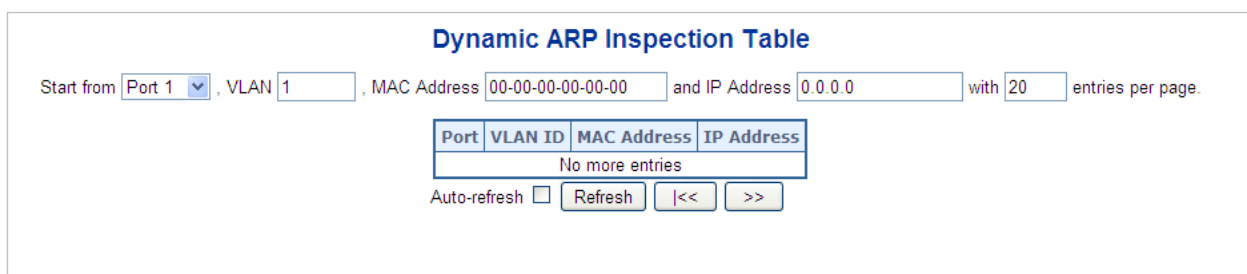 Dynamic ARP Inspection Table
Start from Port 1 , VLAN 1 , MAC Address 00-00-00-00-00-00 and IP Address 0.0.0.0 with 20 entries per page.
Port VLAN ID MAC Address IP Address
No more entries
Auto-refresh Refresh |<< >>